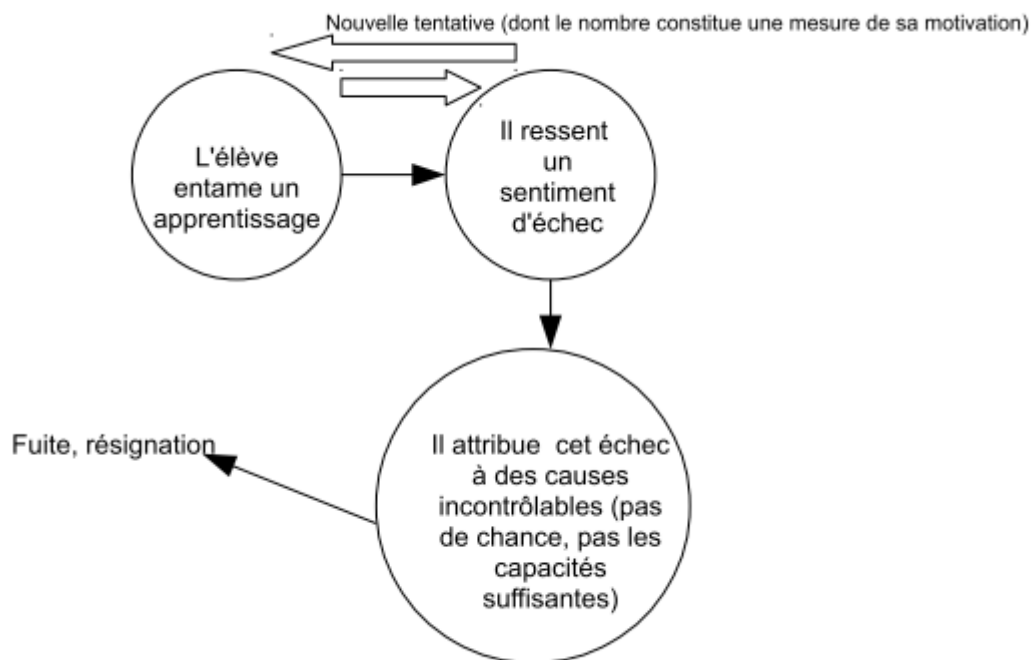 Nouvelle tentative (dont le nombre constitue une mesure de sa motivation)
L'élève
entame un
apprentissage
Il ressent
un
sentiment
d'échec
Fuite, résignation
Il attribue  cet échec
à des causes
incontrôlables (pas
de chance, pas les
capacités
suffisantes)